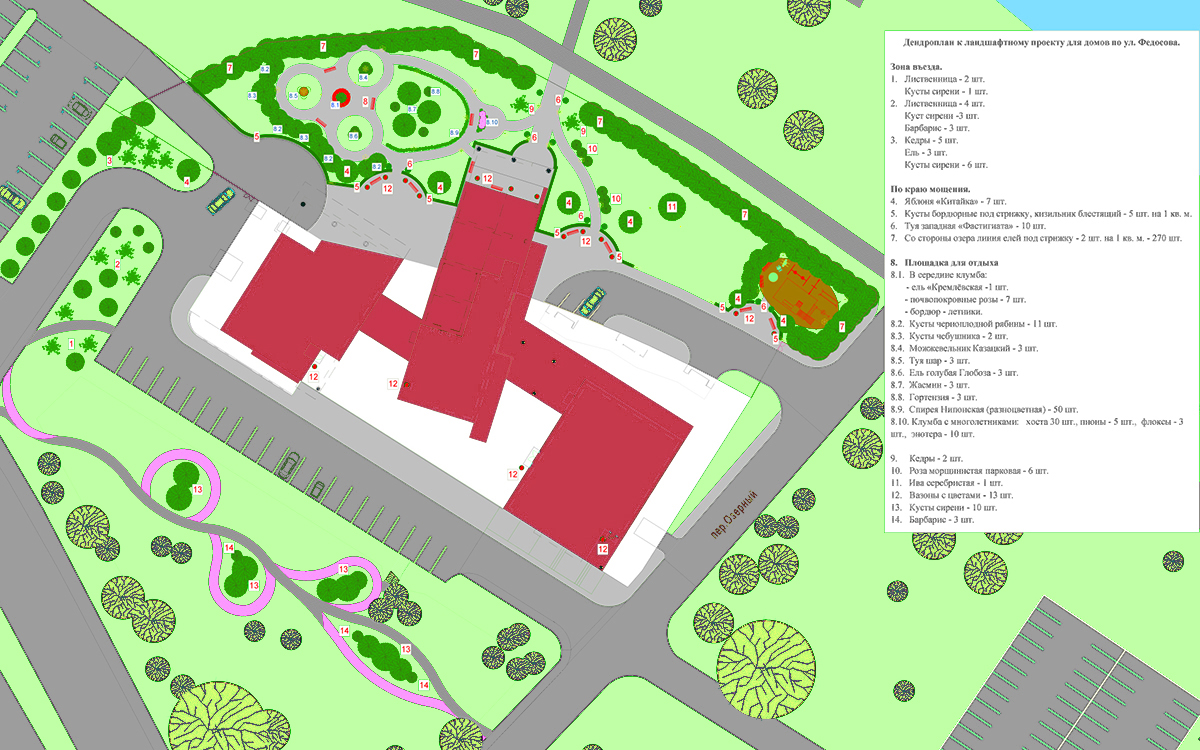 Дендроплан к ландшафтному проекту для домов по ул. Федосова.
Зона въезда.
1. Лиственница - 2 шт.
Кусты сирени - 1 шт.
2. Лиственница - 4 шт.
Куст сирени -3 шт.
Барбарис - 3 шт.
3. Кедры - 5 шт.
Ель - 3 шт.
Кусты сирени - 6 шт.
По краю мощения.
4. Яблоня «Китайка» - 7 шт.
5. Кусты бордюрные под стрижку, кизильник блестящий - 5 шт. на 1 кв. м.
6. Туя западная «Фастигиата» - 10 шт.
7. Со стороны озера линия елей под стрижку - 2 шт. на 1 кв. м. - 270 шт.
8. Площадка для отдыха
8.1. В середине клумба:
- ель «Кремлёвская -1 шт.
- почвопокровные розы - 7 шт.
- бордюр - летники.
8.2. Кусты черноплодной рябины - 11 шт.
8.3. Кусты чебушника - 2 шт.
8.4. Можжевельник Казацкий - 3 шт.
8.5. Туя шар - 3 шт.
8.6. Ель голубая Глобоза - 3 шт.
8.7. Жасмин - 3 шт.
8.8. Гортензия - 3 шт.
8.9. Спирея Нипонская (разноцветная) - 50 шт.
8.10. Клумба с многолетниками: хоста 30 шт., пионы - 5 шт., флоксы - 3
шт., энотера - 10 шт.
9. Кедры - 2 шт.
10. Роза морщинистая парковая - 6 шт.
11. Ива серебристая - 1 шт.
12. Вазоны с цветами - 13 шт.
13. Кусты сирени - 10 шт.
14. Барбарис - 3 шт.
пер. Озерный
7
7
7
8.2
8.4
8.3
8.5
8.1
8
8.7
8.8
8.9
8.10
8.6
8.2
8.3
8.2
8.2
5
4
5
12
6
4
5
12
6
9
6
9
7
10
10
4
6
5
12
5
4
11
7
3
4
2
1
5
4
12
6
4
5
7
12
12
12
12
13
14
13
13
14
13
14